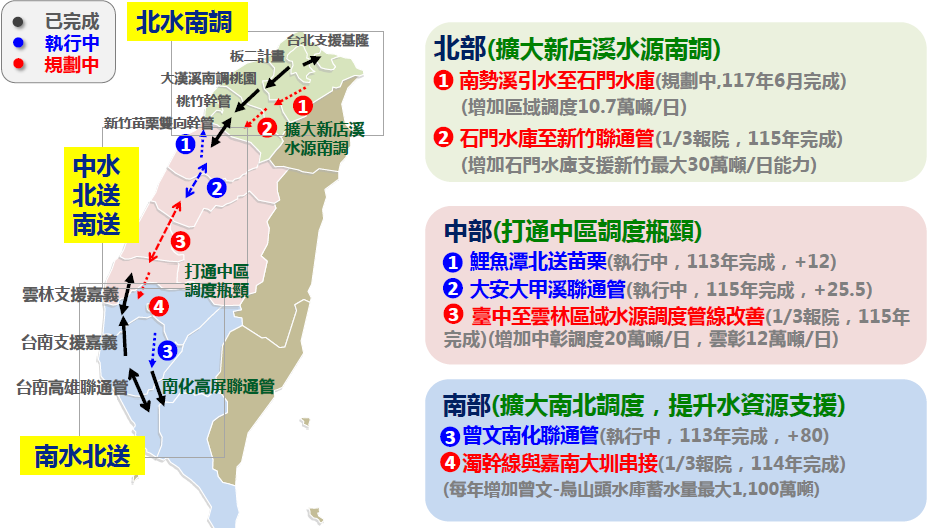 已完成
執行中
規劃中
北水南調
台北支援基隆
板二計畫
大漢溪南調桃園
桃竹幹管
新竹苗栗雙向幹管
1
2
擴大新店溪
水源南調
中水
北送
南送
1
2
3
打通中區
調度瓶頸
4
雲林支援嘉義
台南支援嘉義
3
台南高雄聯通管
南化高屏聯通管
南水北送
北部(擴大新店溪水源南調)
1 南勢溪引水至石門水庫(規劃中,117年6月完成)
(增加區域調度10.7萬噸/日)
2 石門水庫至新竹聯通管(1/3報院，115年完成)
(增加石門水庫支援新竹最大30萬噸/日能力)
中部(打通中區調度瓶頸)
1 鯉魚潭北送苗栗(執行中，113年完成，+12)
2 大安大甲溪聯通管(執行中，115年完成，+25.5)
3 臺中至雲林區域水源調度管線改善(1/3報院，115年
完成)(增加中彰調度20萬噸/日，雲彰12萬噸/日)
南部(擴大南北調度，提升水資源支援)
3 曾文南化聯通管(執行中，113年完成，+80)
4 濁幹線與嘉南大圳串接(1/3報院，114年完成)
(每年增加曾文-烏山頭水庫蓄水量最大1,100萬噸)